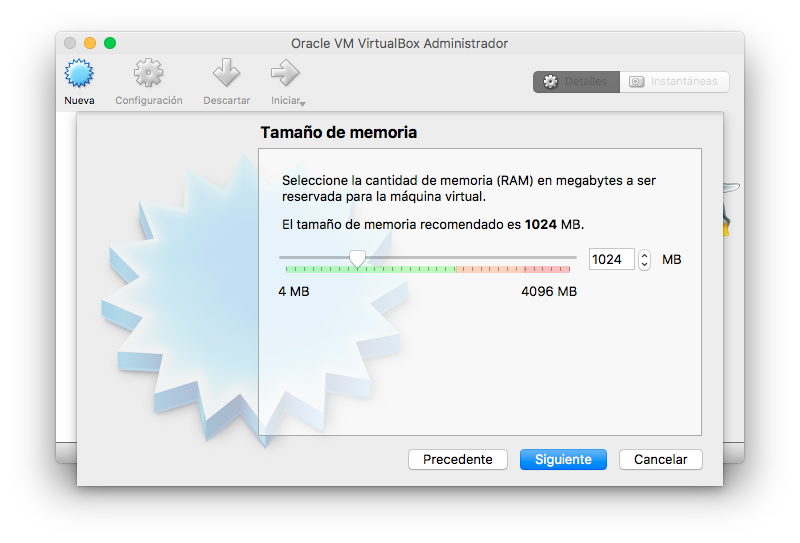 Oracle VM VirtualBox Administrador
Nueva
Configuración
Descartar
Iniciar
Detalles
Instantáneas
Tamaño de memoria
Seleccione la cantidad de memoria (RAM) en megabytes a ser
reservada para la máquina virtual.
El tamaño de memoria recomendado es 1024 MB.
1024 MB
4 MB
4096 MB
Precedente
Siguiente
Cancelar